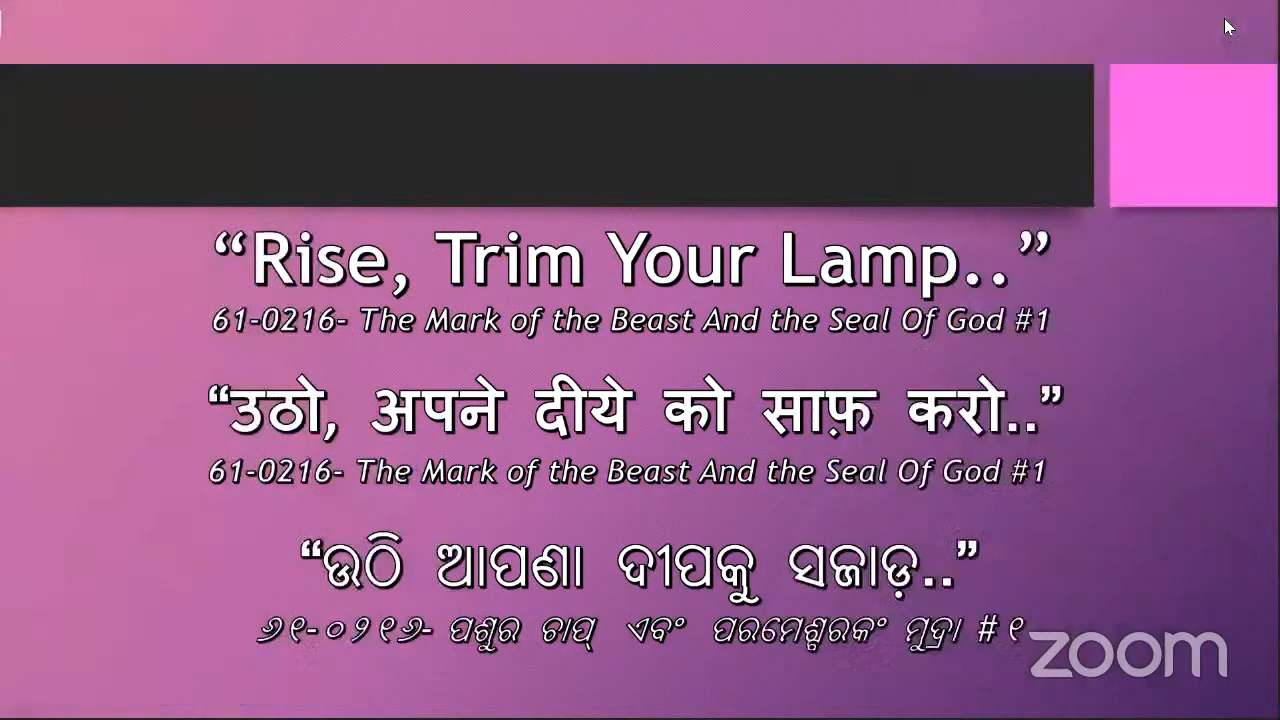 “Rise, Trim Your Lamp..”
61-0216- The Mark of the Beast And the Seal Of God #1
“उठो, अपने दीये को साफ़ करो..”
61-0216- The Mark of the Beast And the Seal Of God #1
“ଉଠି ଆପଣା ଦୀପକୁ ସଜାଡ଼..”
୬୧-୦୨୧୬- ପଶୁର ଚାପ୍ ଏବଂ ପରମେଶ୍ବରକଂ ମୁଦ୍ରା #୧
zoom